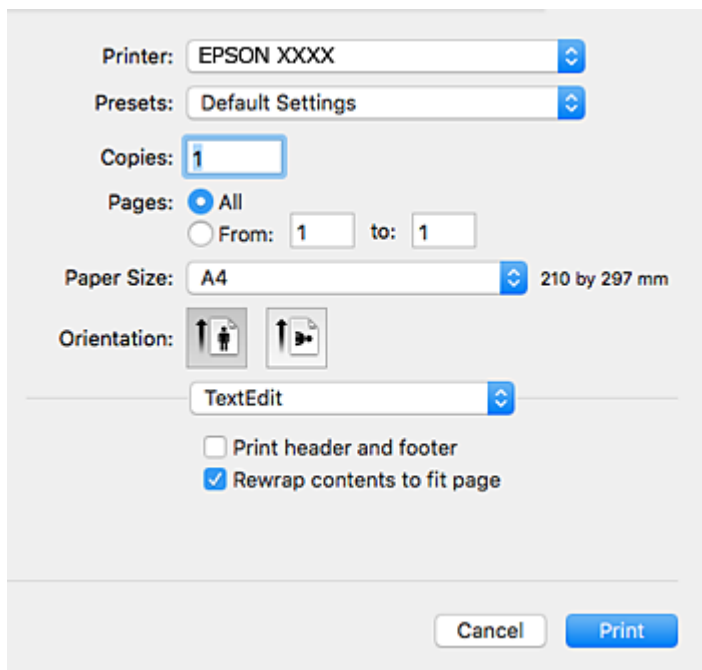 Printer: EPSON XXXX
Presets: Default Settings
Copies: 1
Pages: All
From: 1 to: 1
Paper Size: A4 210 by 297 mm
Orientation:
TextEdit
Print header and footer
Rewrap contents to fit page
Cancel Print